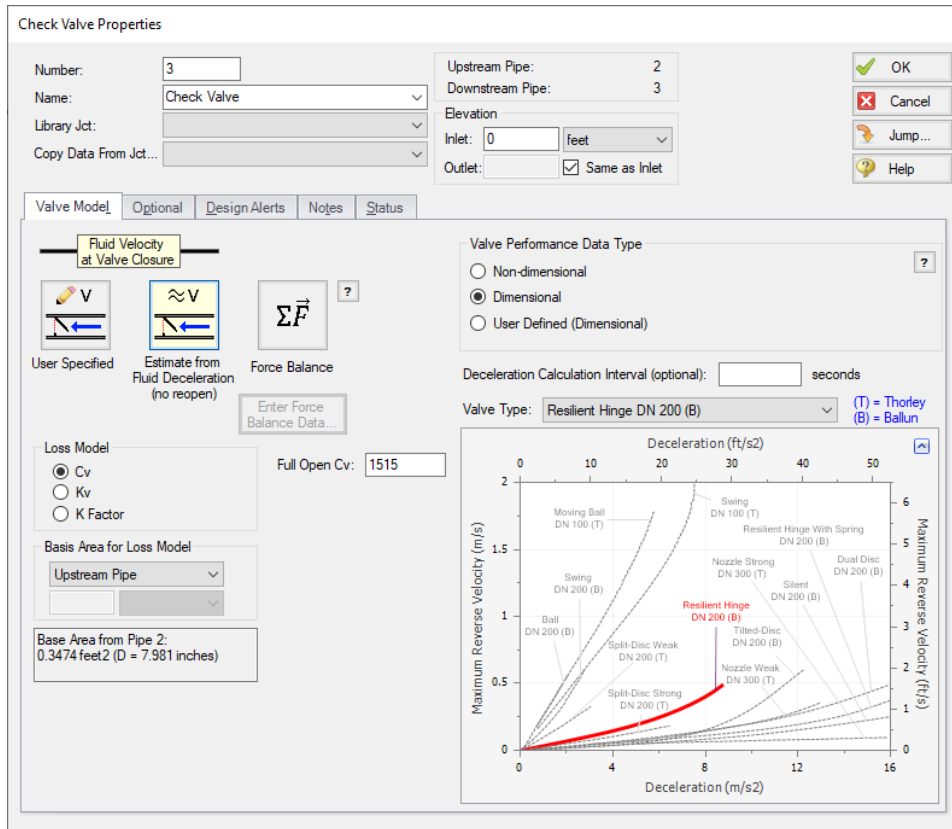 Check Valve Properties
Number:
3
Name:
Check Valve
Library Jct:
Copy Data From Jct...
Upstream Pipe:
2
Downstream Pipe:
3
Elevation
Inlet:
0
feet
Outlet:
Same as Inlet
OK
Cancel
Jump...
Help
Valve Model
Optional
Design Alerts
Notes
Status
Fluid Velocity
at Valve Closure
V
≈V
ΣF⃗
?
User Specified
Estimate from
Fluid Deceleration
(no reopen)
Force Balance
Enter Force
Balance Data...
Loss Model
Cv
Kv
K Factor
Full Open Cv:
1515
Basis Area for Loss Model
Upstream Pipe
Base Area from Pipe 2:
0.3474 feet2 (D = 7.981 inches)
Valve Performance Data Type
?
Non-dimensional
Dimensional
User Defined (Dimensional)
Deceleration Calculation Interval (optional):
seconds
Valve Type:
Resilient Hinge DN 200 (B)
(T) = Thorley
(B) = Ballun
Deceleration (ft/s2)
0 10 20 30 40 50
Maximum Reverse Velocity (m/s)
2
1.5
1
0.5
0
Maximum Reverse Velocity (ft/s)
6
5
4
3
2
1
0
Moving Ball
DN 100 (T)
Swing
DN 100 (T)
Resilient Hinge With Spring
DN 200 (B)
Nozzle Strong
DN 300 (T)
Dual Disc
DN 200 (B)
Swing
DN 200 (B)
Silent
DN 200 (B)
Resilient Hinge
DN 200 (B)
Ball
DN 200 (B)
Tilted-Disc
DN 200 (B)
Split-Disc Weak
DN 200 (T)
Nozzle Weak
DN 300 (T)
Split-Disc Strong
DN 200 (T)
0 4 8 12 16
Deceleration (m/s2)